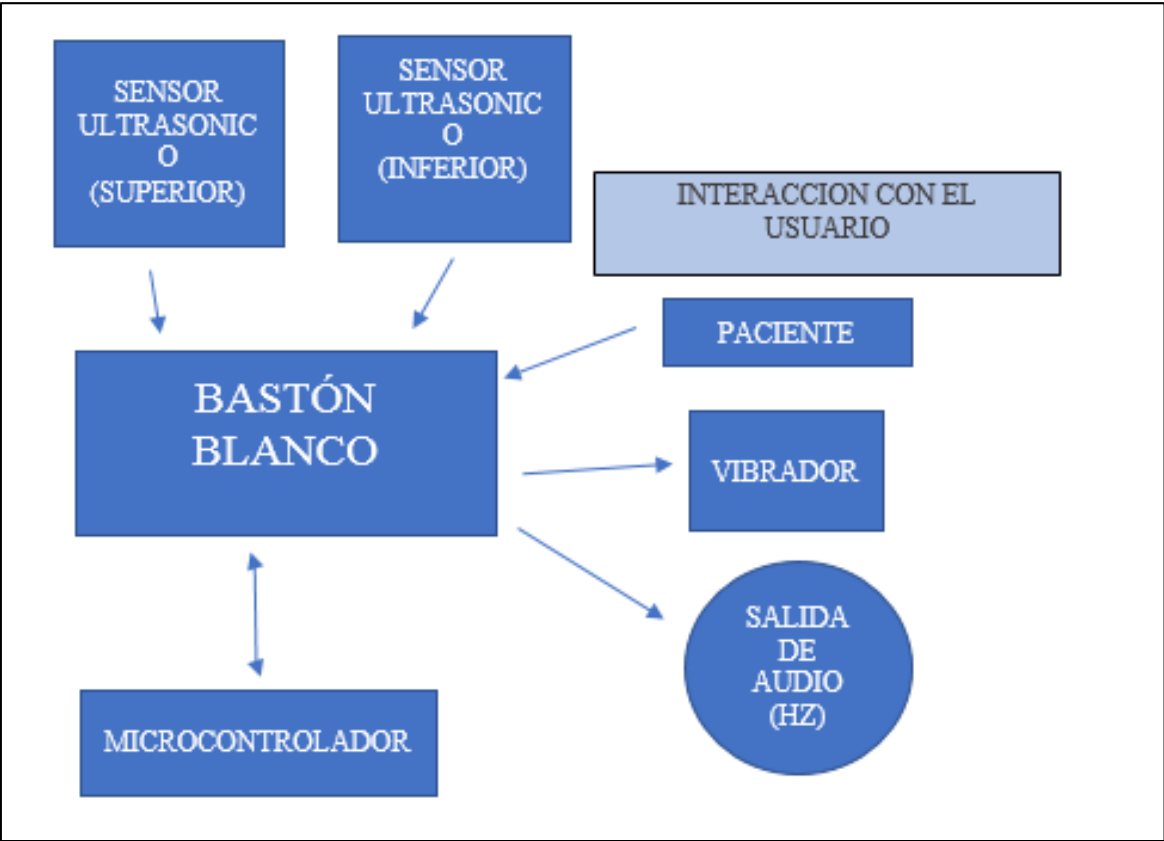 SENSOR
ULTRASONIC
O
(SUPERIOR)
SENSOR
ULTRASONIC
O
(INFERIOR)
INTERACCION CON EL
USUARIO
PACIENTE
BASTÓN
BLANCO
VIBRADOR
SALIDA
DE
AUDIO
(HZ)
MICROCONTROLADOR